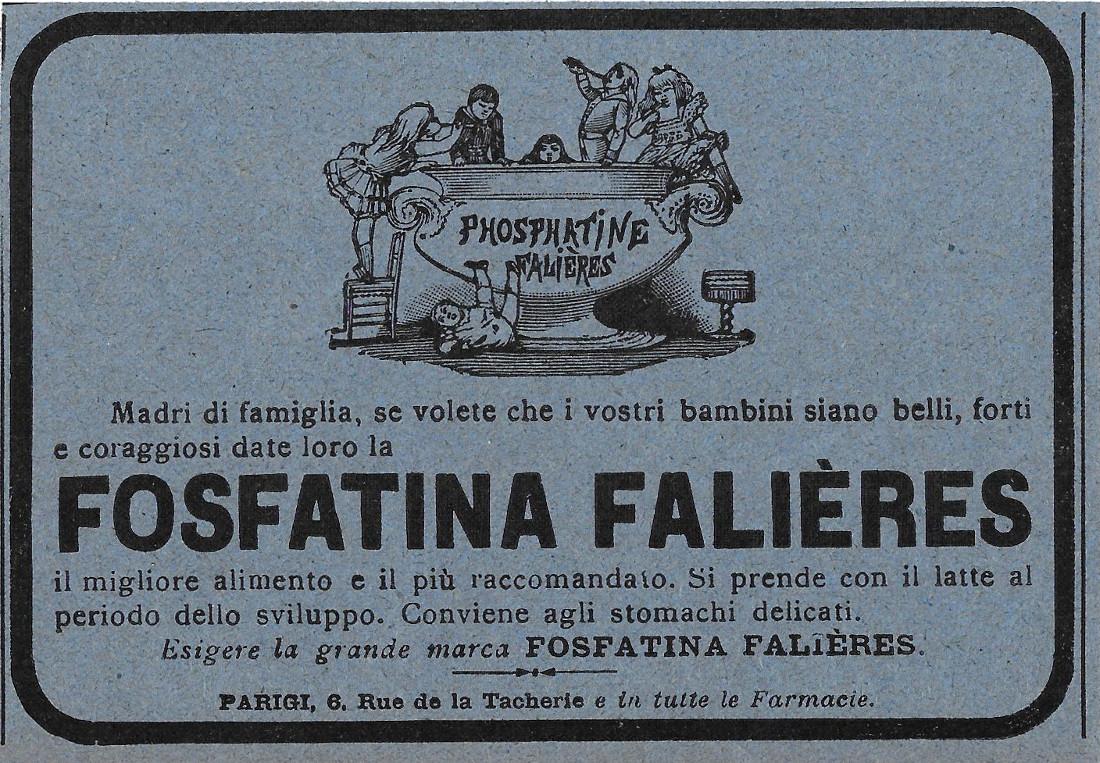 PHOSPHATINE
FALIÈRES
Madri di famiglia, se volete che i vostri bambini siano belli, forti
e coraggiosi date loro la
FOSFATINA FALIÈRES
il migliore alimento e il più raccomandato. Si prende con il latte al
periodo dello sviluppo. Conviene agli stomachi delicati.
Esigere la grande marca FOSFATINA FALIÈRES.
PARIGI, 6. Rue de la Tacherie e in tutte le Farmacie.